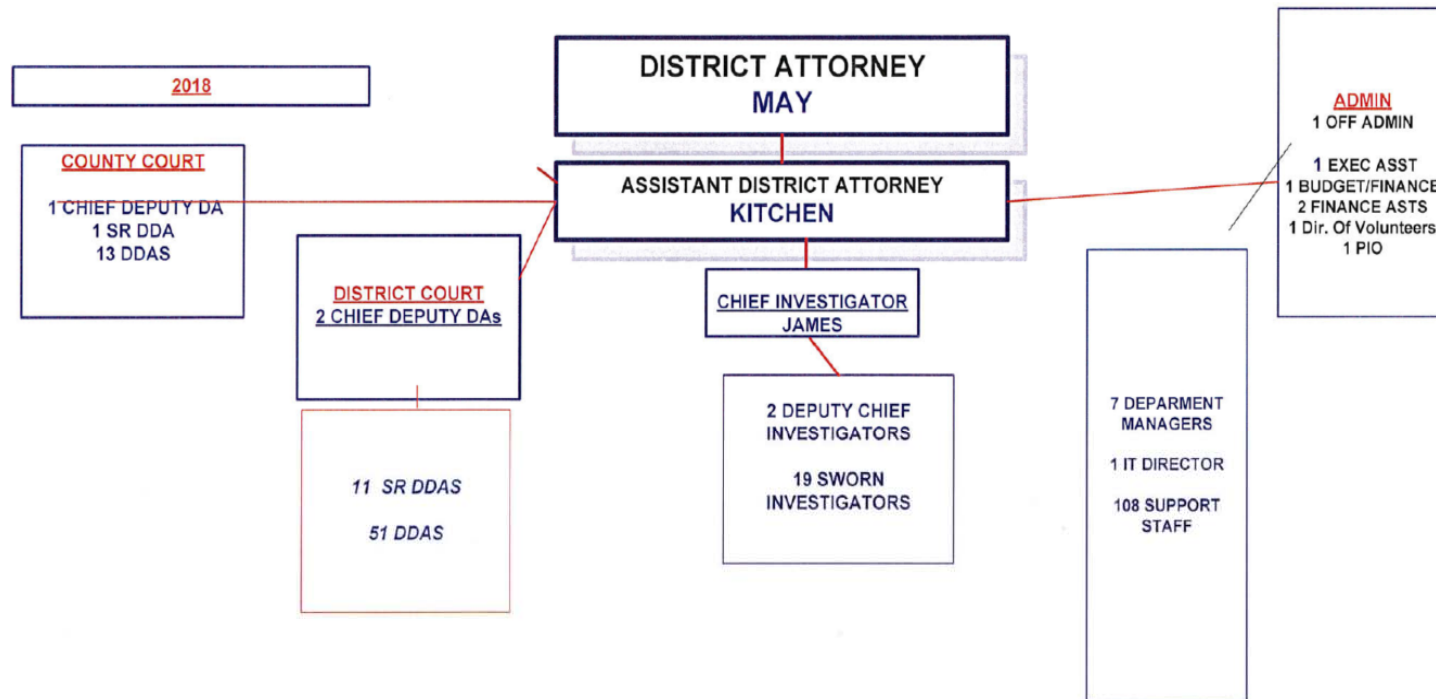 2018
DISTRICT ATTORNEY
MAY
ASSISTANT DISTRICT ATTORNEY
KITCHEN
COUNTY COURT
1 CHIEF DEPUTY DA
1 SR DDA
13 DDAS
DISTRICT COURT
2 CHIEF DEPUTY DAs
11 SR DDAS
51 DDAS
CHIEF INVESTIGATOR
JAMES
2 DEPUTY CHIEF
INVESTIGATORS
19 SWORN
INVESTIGATORS
ADMIN
1 OFF ADMIN
1 EXEC ASST
1 BUDGET/FINANCE
2 FINANCE ASTS
1 Dir. Of Volunteers
1 PIO
7 DEPARMENT
MANAGERS
1 IT DIRECTOR
108 SUPPORT
STAFF